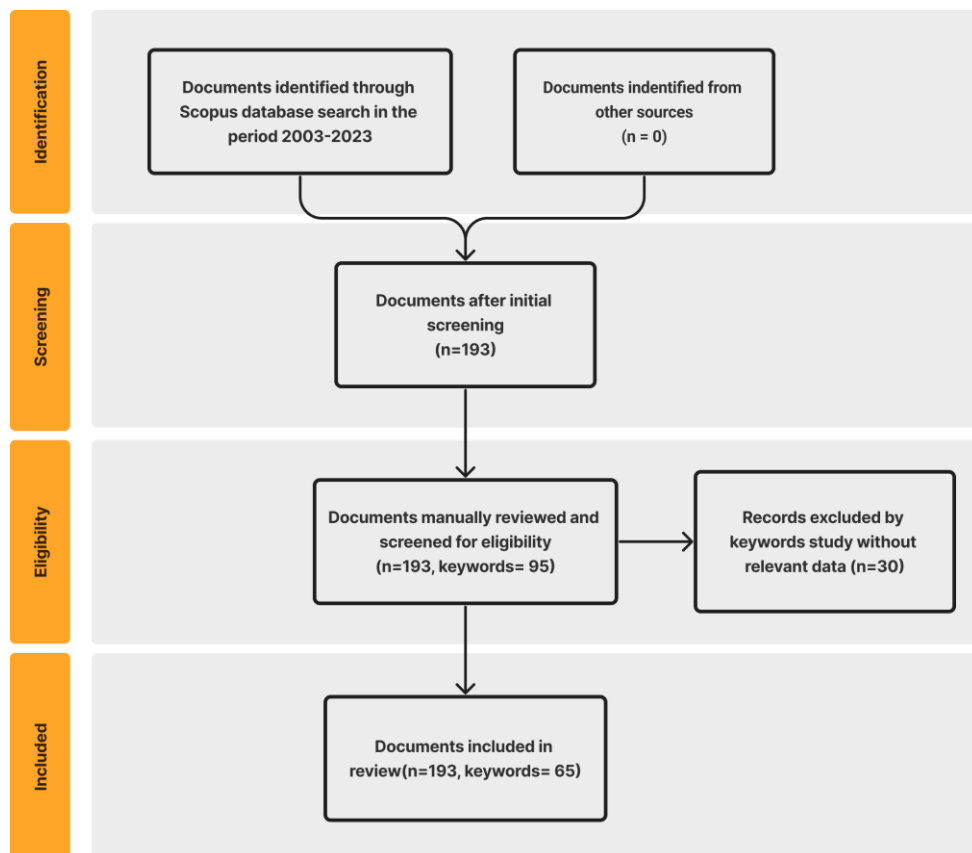 Identification
Documents identified through
Scopus database search in the
period 2003-2023
Documents indentified from
other sources
(n = 0)
Screening
Documents after initial
screening
(n=193)
Eligibility
Documents manually reviewed and
screened for eligibility
(n=193, keywords= 95)
Records excluded by
keywords study without
relevant data (n=30)
Included
Documents included in
review(n=193, keywords= 65)